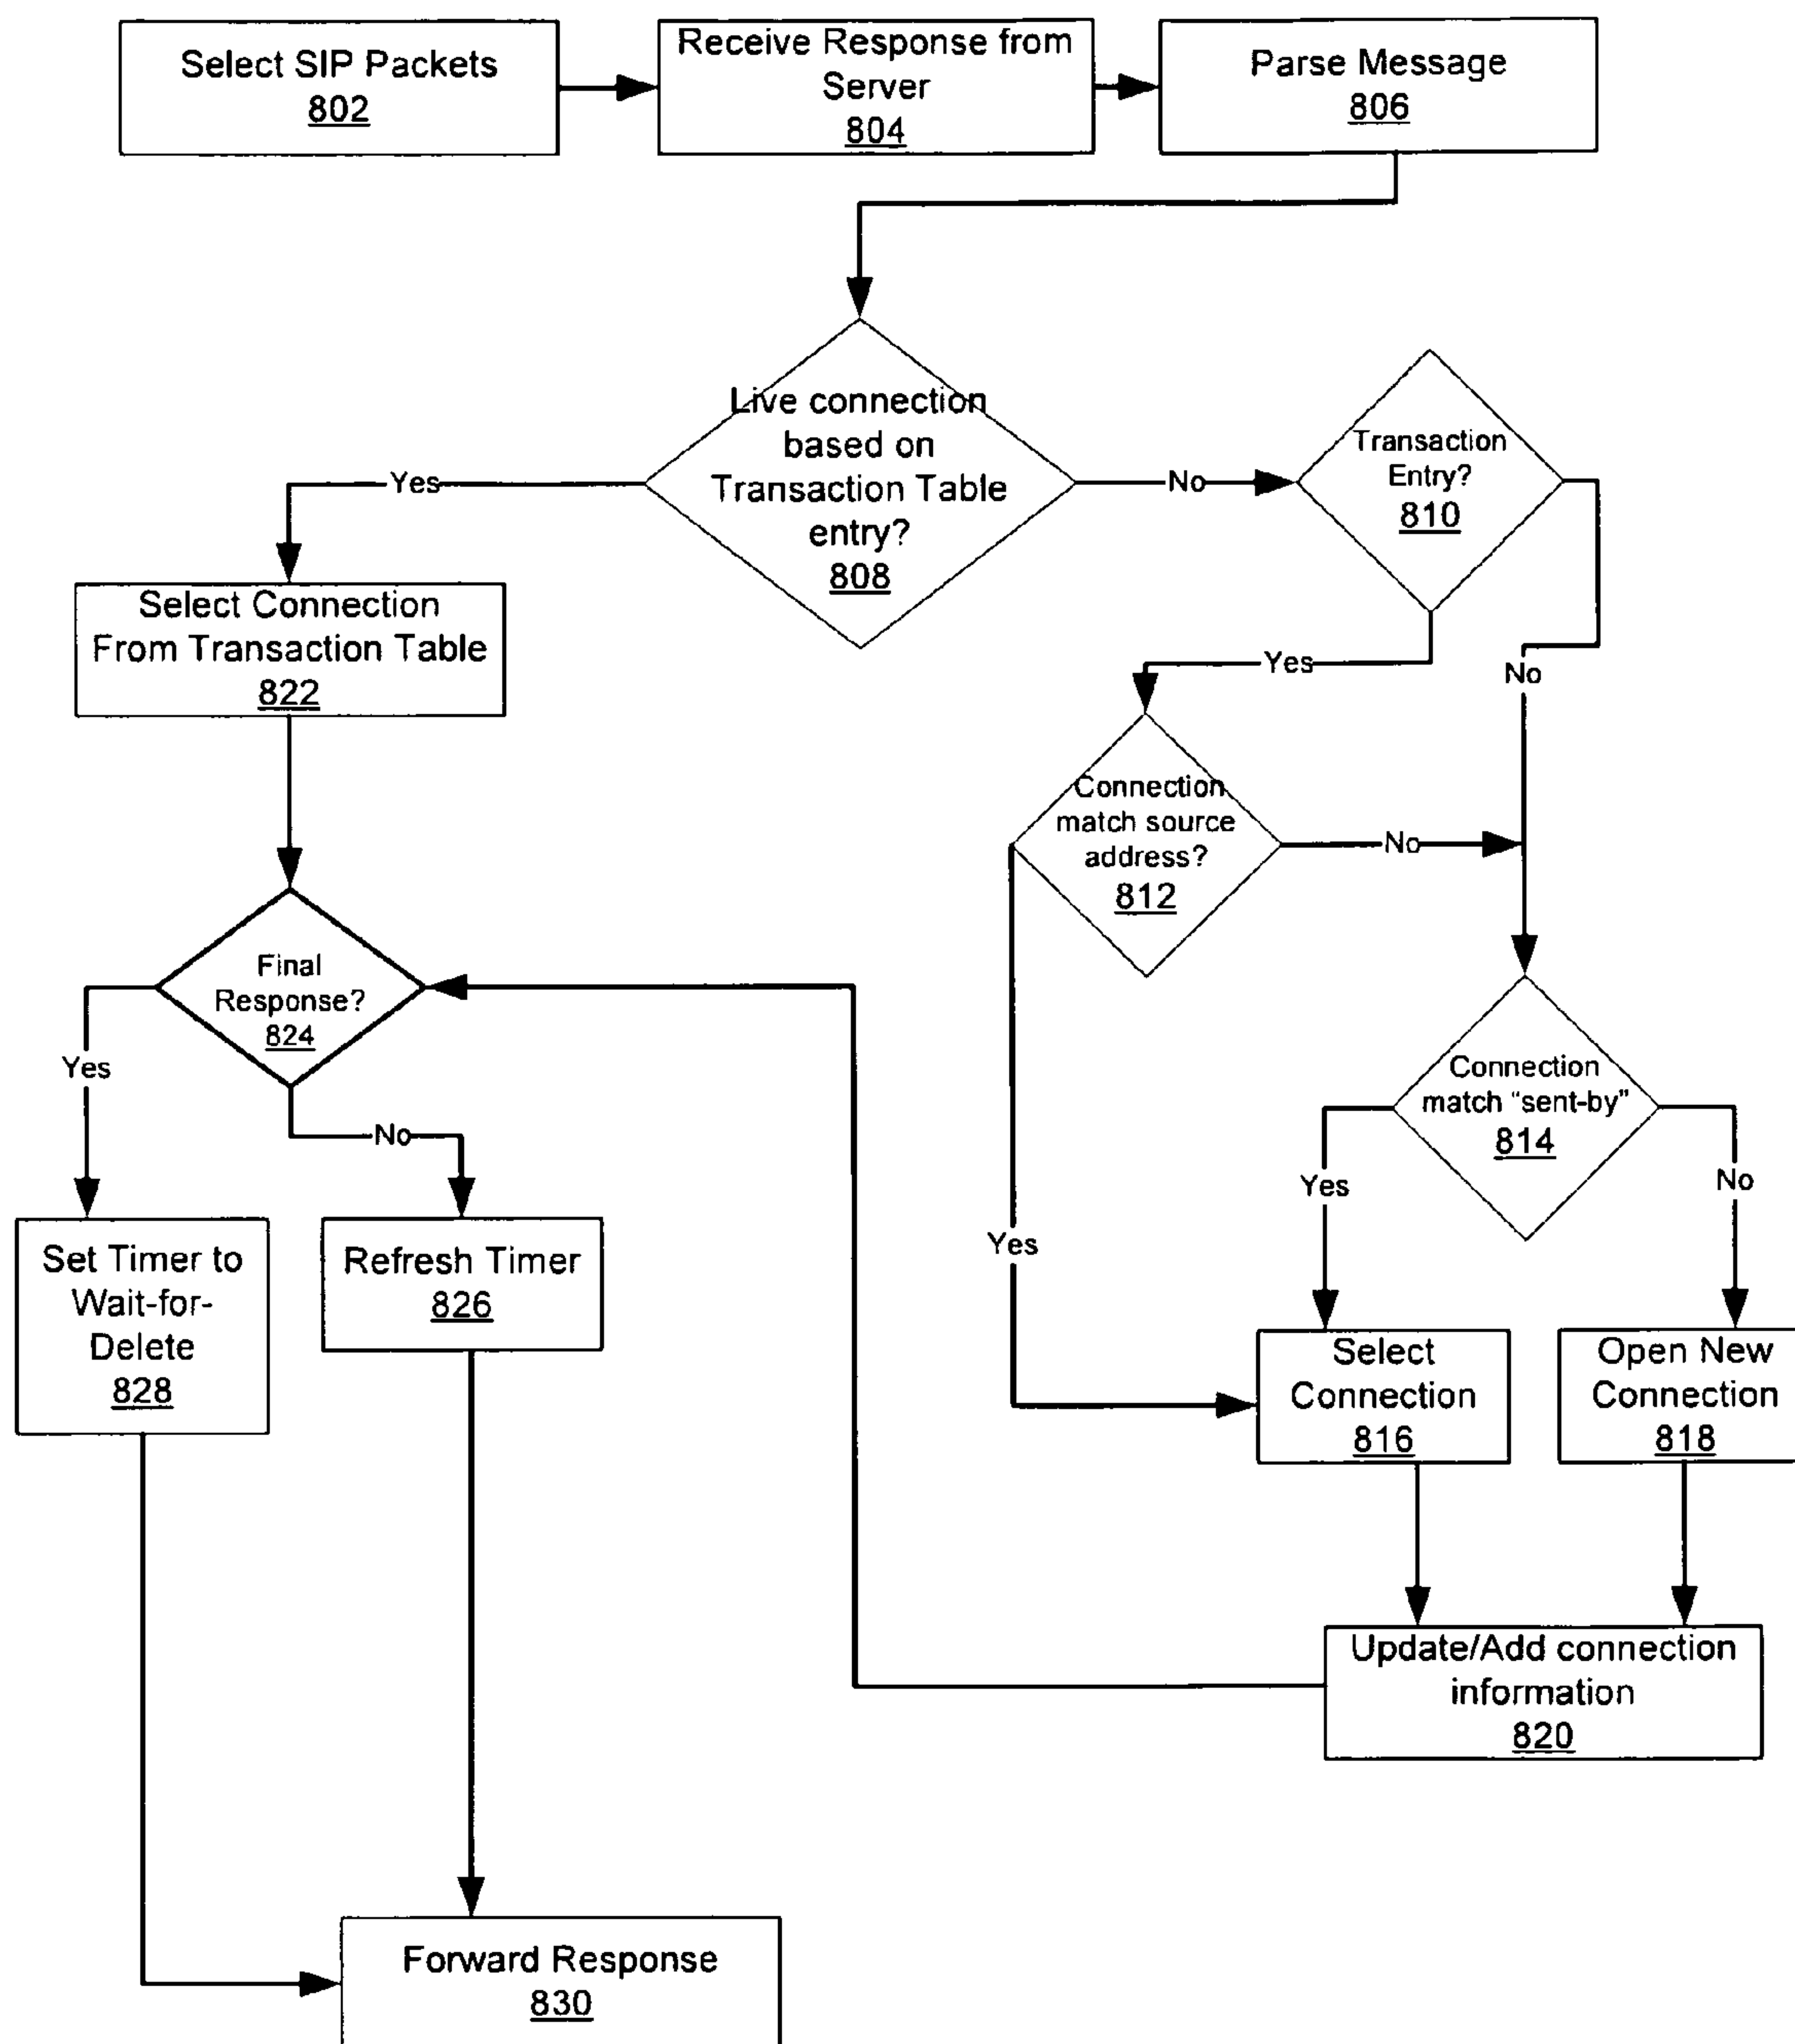 Select SIP Packets
802
Receive Response from
Server
804
Parse Message
806
Live connection
based on
Transaction Table
entry?
808
Yes
No
Transaction
Entry?
810
Select Connection
From Transaction Table
822
Yes
No
Connection
match source
address?
812
No
Final
Response?
824
Yes
No
Connection
match “sent-by”
814
Yes
No
Yes
Set Timer to
Wait-for-
Delete
828
Refresh Timer
826
Select
Connection
816
Open New
Connection
818
Update/Add connection
information
820
Forward Response
830